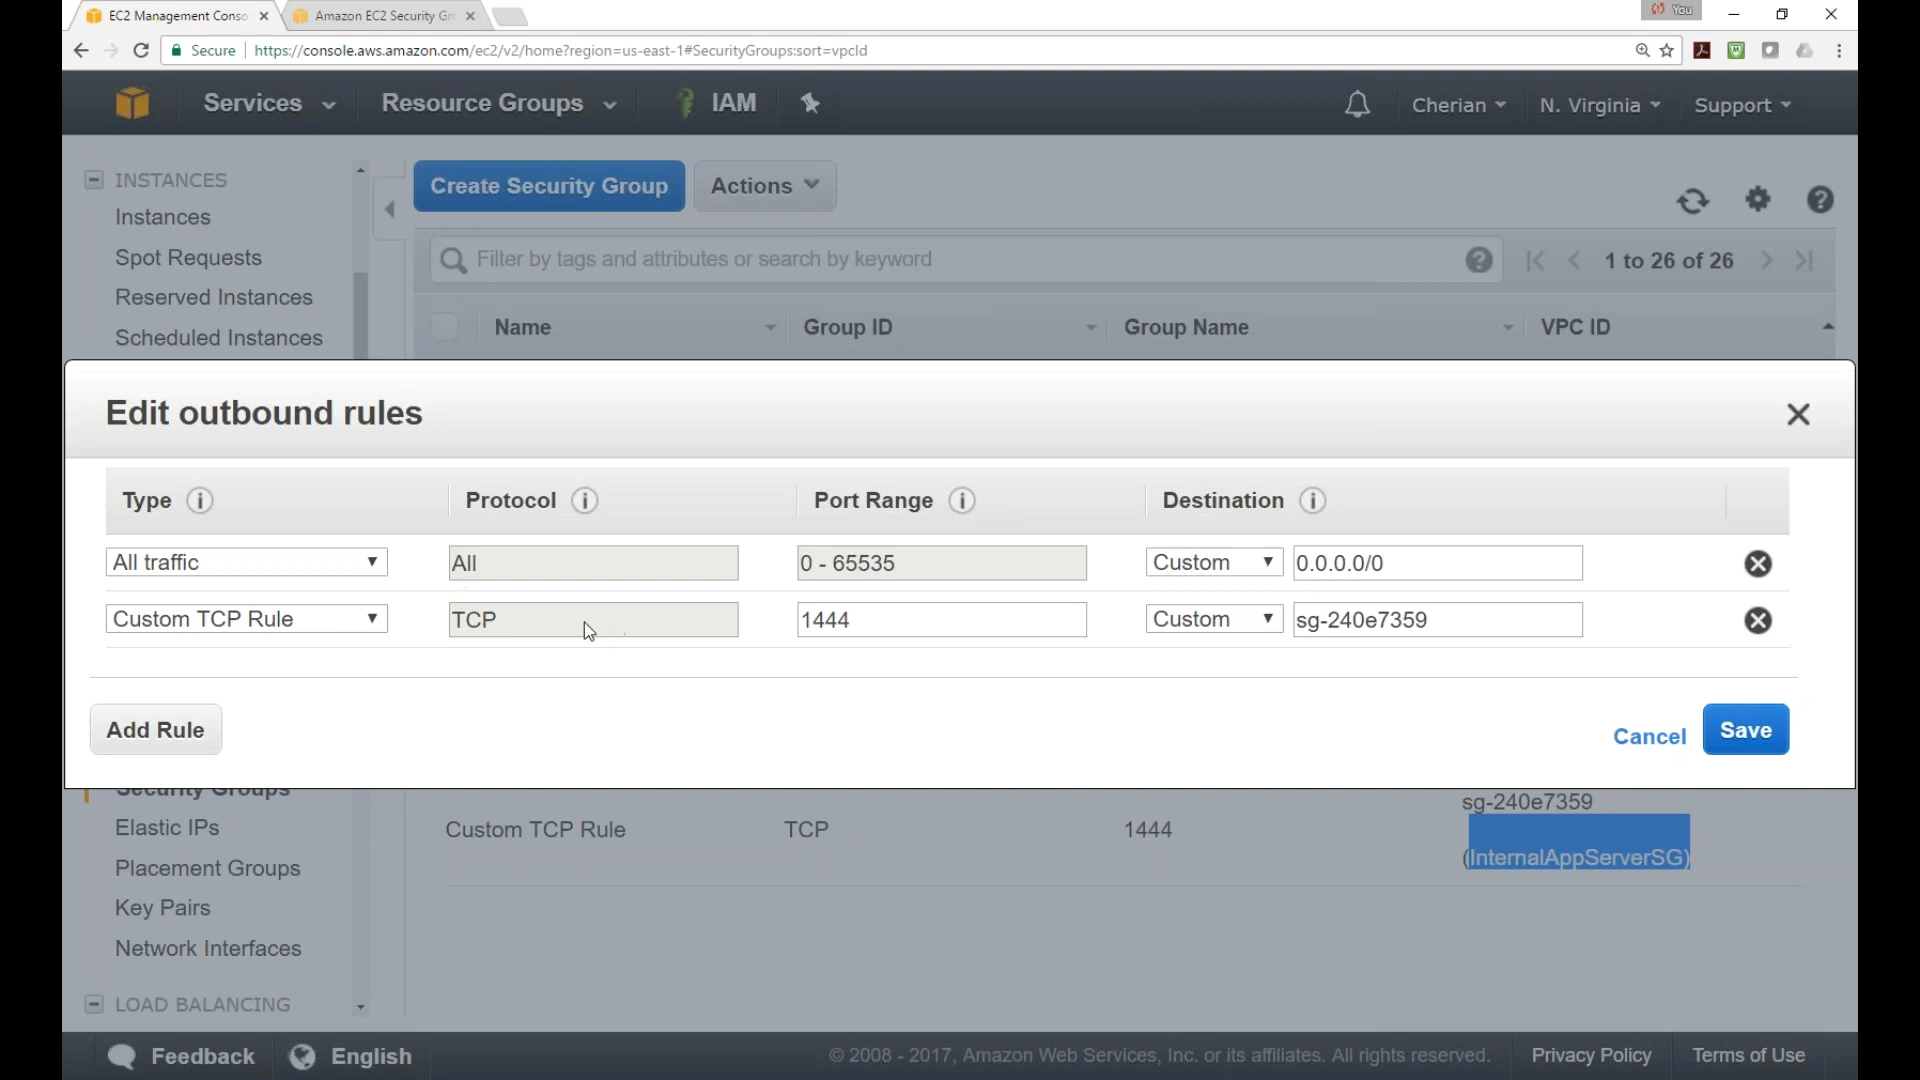 EC2 Management Conso
Amazon EC2 Security Gr
You
Secure
https://console.aws.amazon.com/ec2/v2/home?region=us-east-1#SecurityGroups:sort=vpcId
Services
Resource Groups
IAM
Cherian
N. Virginia
Support
INSTANCES
Instances
Spot Requests
Reserved Instances
Scheduled Instances
Create Security Group
Actions
Filter by tags and attributes or search by keyword
1 to 26 of 26
Name
Group ID
Group Name
VPC ID
Edit outbound rules
Type
Protocol
Port Range
Destination
All traffic
All
0 - 65535
Custom
0.0.0.0/0
Custom TCP Rule
TCP
1444
Custom
sg-240e7359
Add Rule
Cancel
Save
Security Groups
Elastic IPs
Placement Groups
Key Pairs
Network Interfaces
LOAD BALANCING
Custom TCP Rule
TCP
1444
sg-240e7359
(InternalAppServerSG)
Feedback
English
© 2008 - 2017, Amazon Web Services, Inc. or its affiliates. All rights reserved.
Privacy Policy
Terms of Use